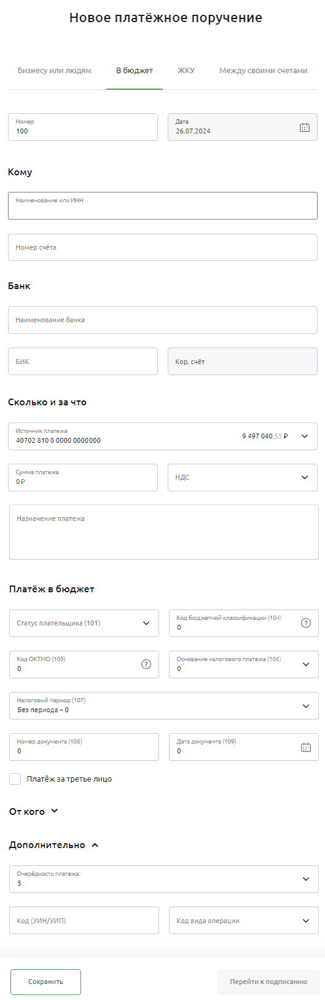 Новое платёжное поручение
Бизнесу или людям В бюджет ЖКУ Между своими счетами
Номер
100
Дата
26.07.2024
Кому
Наименование или ИНН
Номер счёта
Банк
Наименование банка
БИК
Кор. счёт
Сколько и за что
Источник платежа
40702 810 0 0000 0000000
9 497 040,55 ₽
Сумма платежа
0 ₽
НДС
Назначение платежа
Платёж в бюджет
Статус плательщика (101)
Код бюджетной классификации (104)
0
Код ОКТМО (105)
0
Основание налогового платежа (106)
0
Налоговый период (107)
Без периода – 0
Номер документа (108)
0
Дата документа (109)
0
Платёж за третье лицо
От кого
Дополнительно
Очерёдность платежа:
5
Код (УИН/УИП)
Код вида операции
Сохранить
Перейти к подписанию